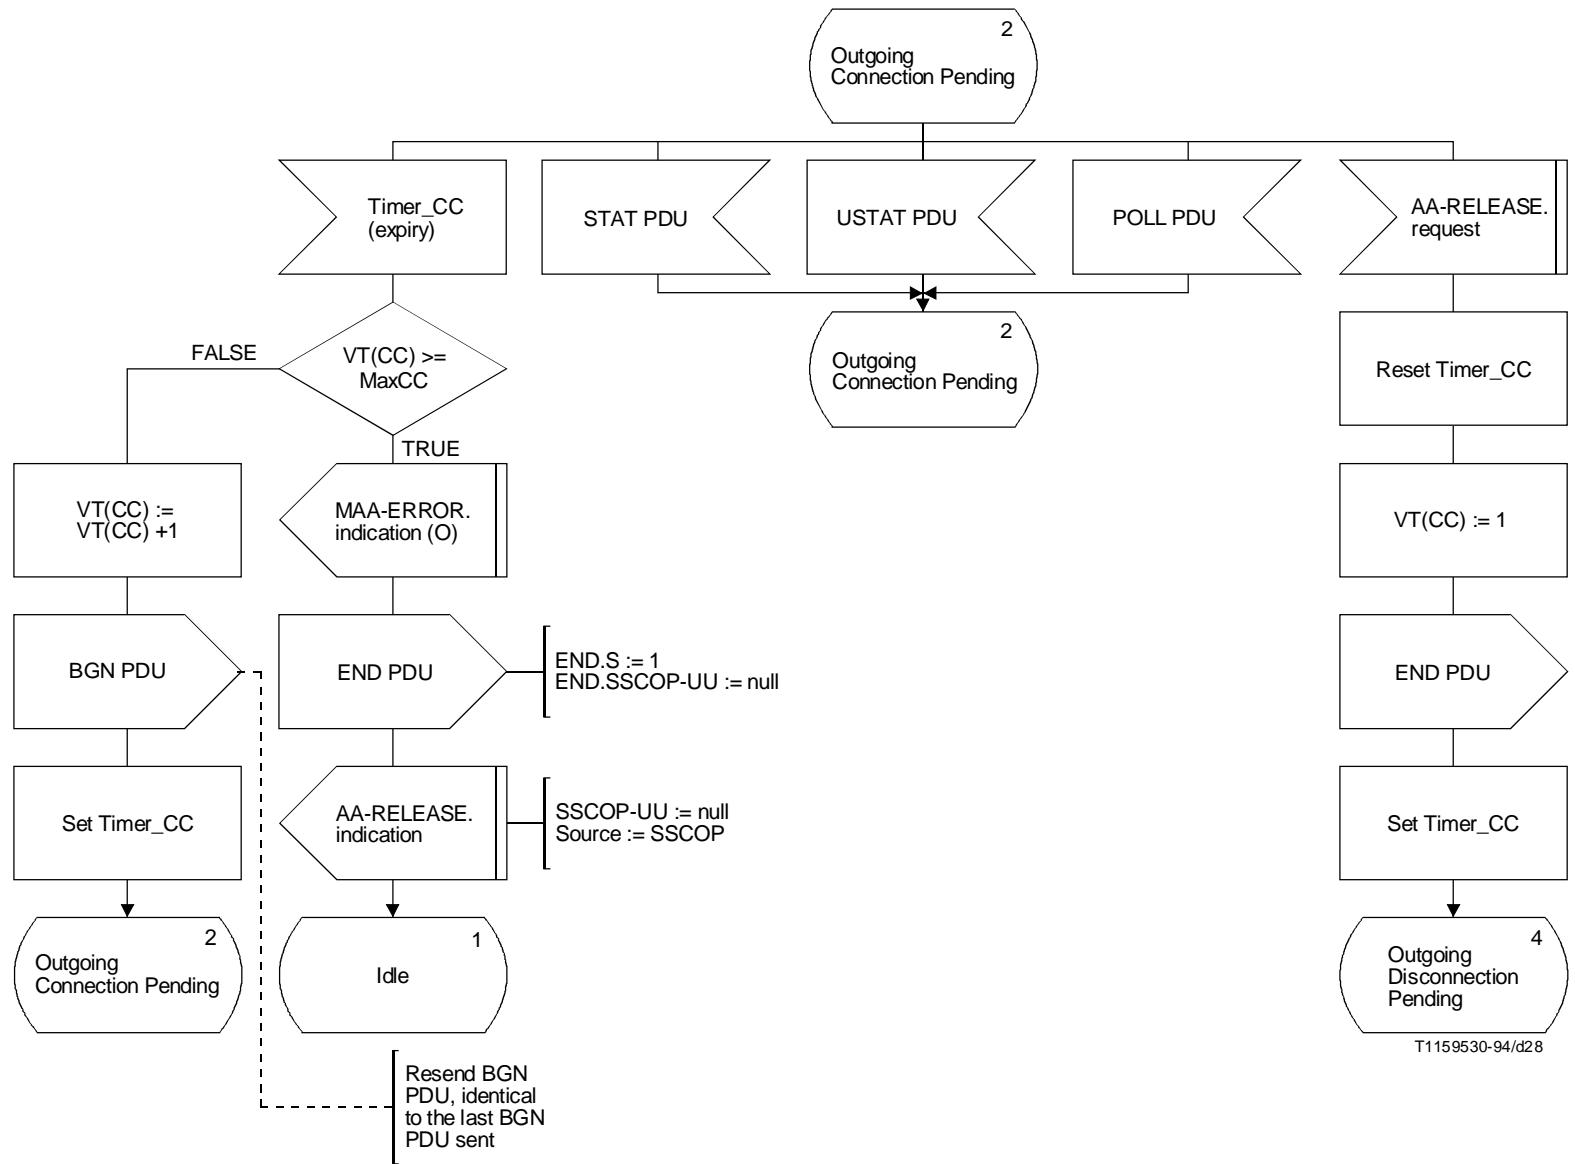 2
Outgoing
Connection Pending
Timer_CC
(expiry)
STAT PDU
USTAT PDU
POLL PDU
AA-RELEASE.
request
2
Outgoing
Connection Pending
FALSE
VT(CC) >=
MaxCC
TRUE
Reset Timer_CC
VT(CC) :=
VT(CC) +1
MAA-ERROR.
indication (O)
VT(CC) := 1
BGN PDU
END PDU
END.S := 1
END.SSCOP-UU := null
END PDU
Set Timer_CC
AA-RELEASE.
indication
SSCOP-UU := null
Source := SSCOP
Set Timer_CC
2
Outgoing
Connection Pending
1
Idle
4
Outgoing
Disconnection
Pending
T1159530-94/d28
Resend BGN
PDU, identical
to the last BGN
PDU sent